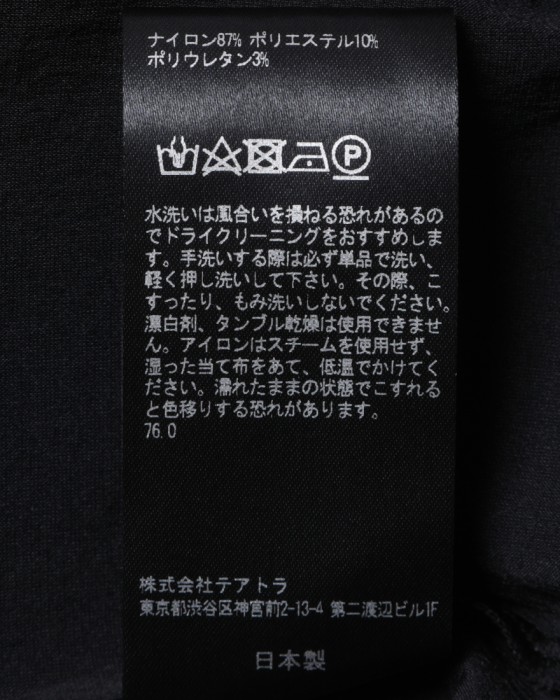 ナイロン87% ポリエステル10%
ポリウレタン3%
P
水洗いは風合いを損ねる恐れがあるの
でドライクリーニングをおすすめしま
す。手洗いする際は必ず単品で洗い、
軽く押し洗いして下さい。その際、こ
すったり、もみ洗いしないでください。
漂白剤、タンブル乾燥は使用できませ
ん。アイロンはスチームを使用せず、
湿った当て布をあて、低温でかけてく
ださい。濡れたままの状態でこすれる
と色移りする恐れがあります。
76.0
株式会社テアトラ
東京都渋谷区神宮前2-13-4 第二渡辺ビル1F
日本製